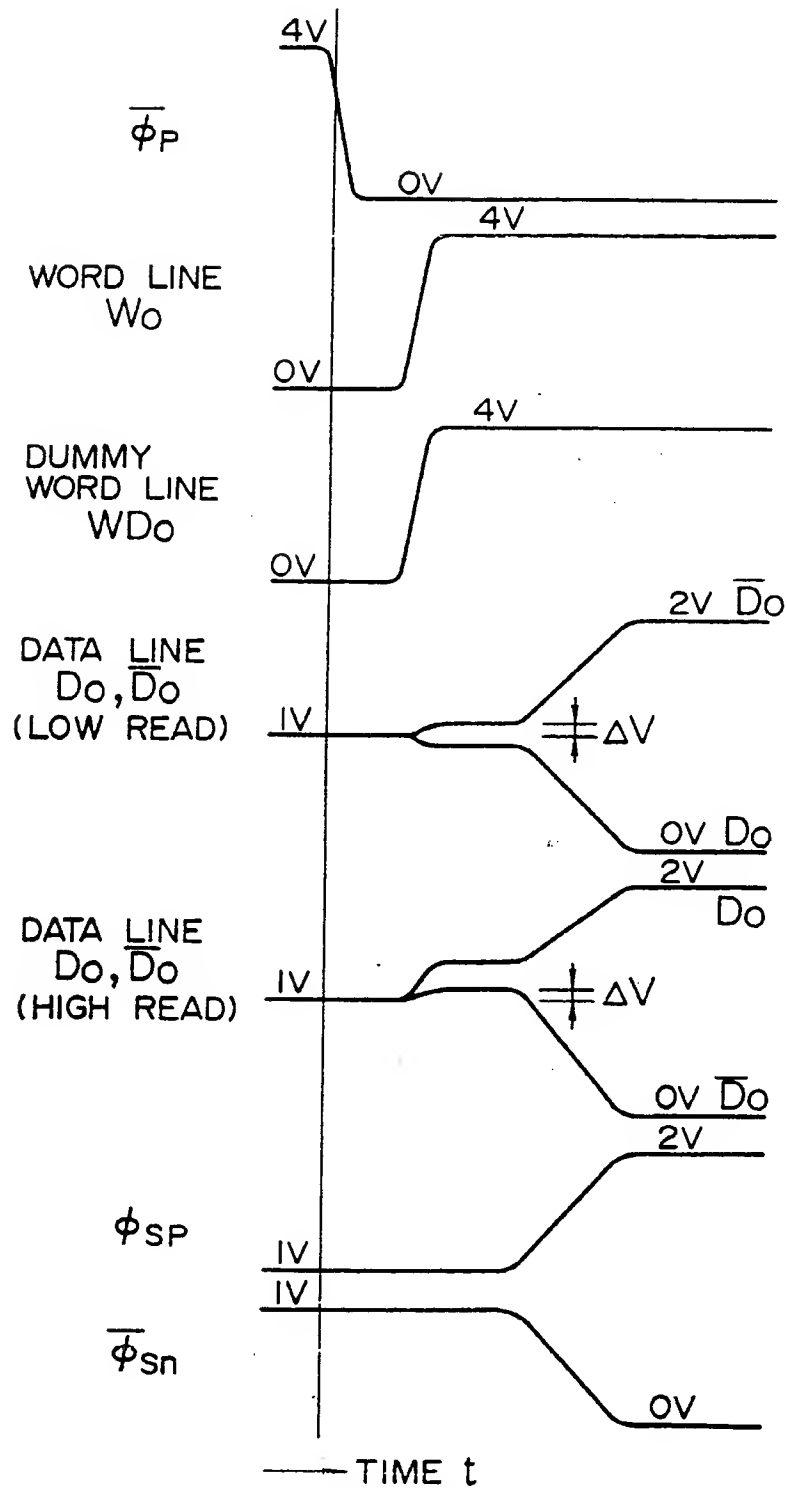 4V
φ̅P
0V
4V
WORD LINE
Wo
0V
4V
DUMMY
WORD LINE
WDo
0V
2V D̅o
DATA LINE
Do, D̅o
(LOW READ)
1V
ΔV
0V Do
2V
Do
DATA LINE
Do, D̅o
(HIGH READ)
1V
ΔV
0V D̅o
2V
φSP
1V
1V
φ̅Sn
0V
TIME t